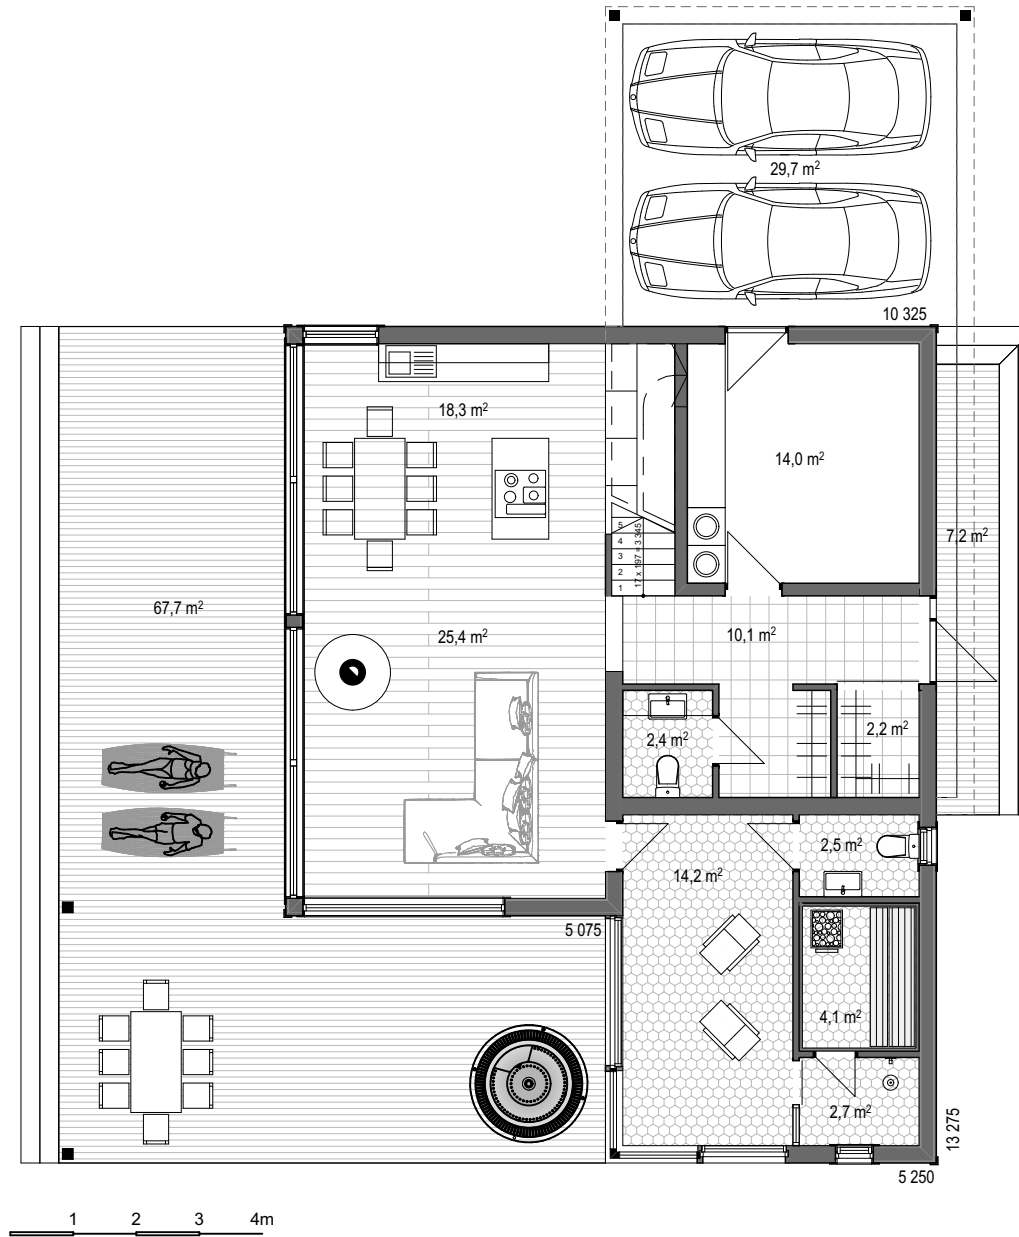 29,7 m²
10 325
18,3 m²
14,0 m²
5
4
3
2
1
17 x 197 = 3 345
7,2 m²
67,7 m²
25,4 m²
10,1 m²
2,4 m²
2,2 m²
2,5 m²
14,2 m²
5 075
4,1 m²
2,7 m²
13 275
5 250
1 2 3 4m